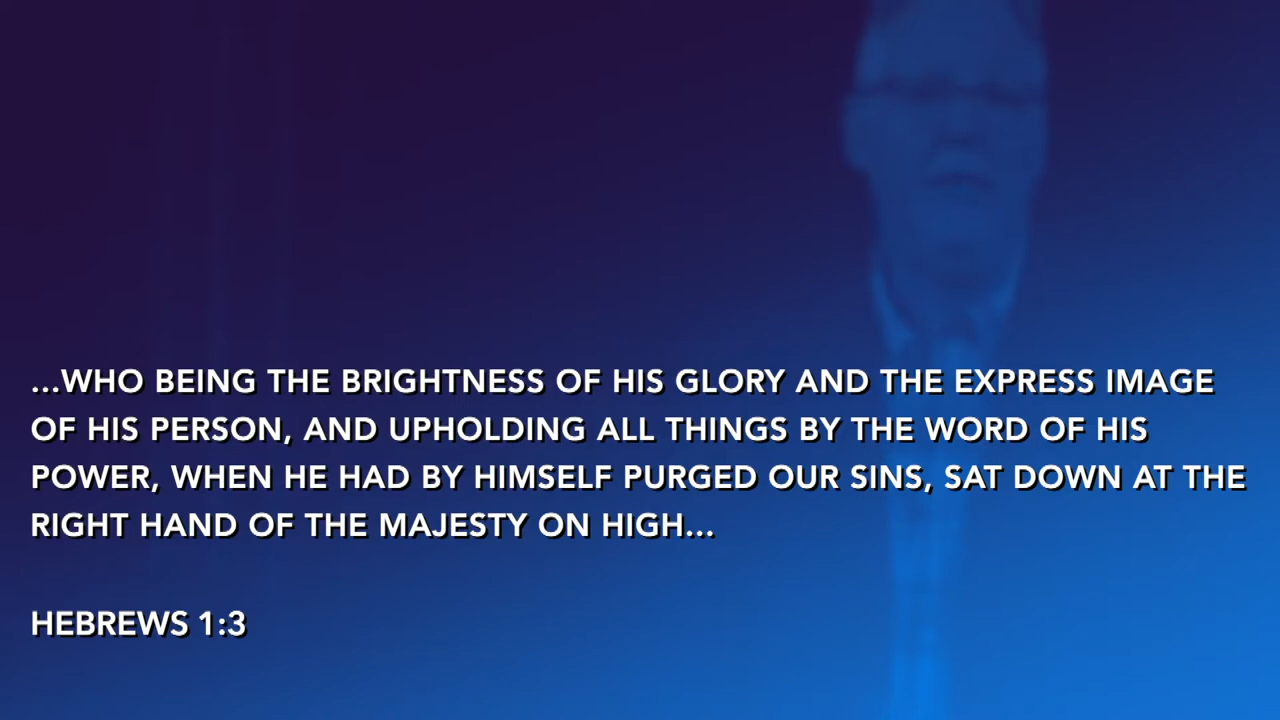 ...WHO BEING THE BRIGHTNESS OF HIS GLORY AND THE EXPRESS IMAGE
OF HIS PERSON, AND UPHOLDING ALL THINGS BY THE WORD OF HIS
POWER, WHEN HE HAD BY HIMSELF PURGED OUR SINS, SAT DOWN AT THE
RIGHT HAND OF THE MAJESTY ON HIGH...
HEBREWS 1:3